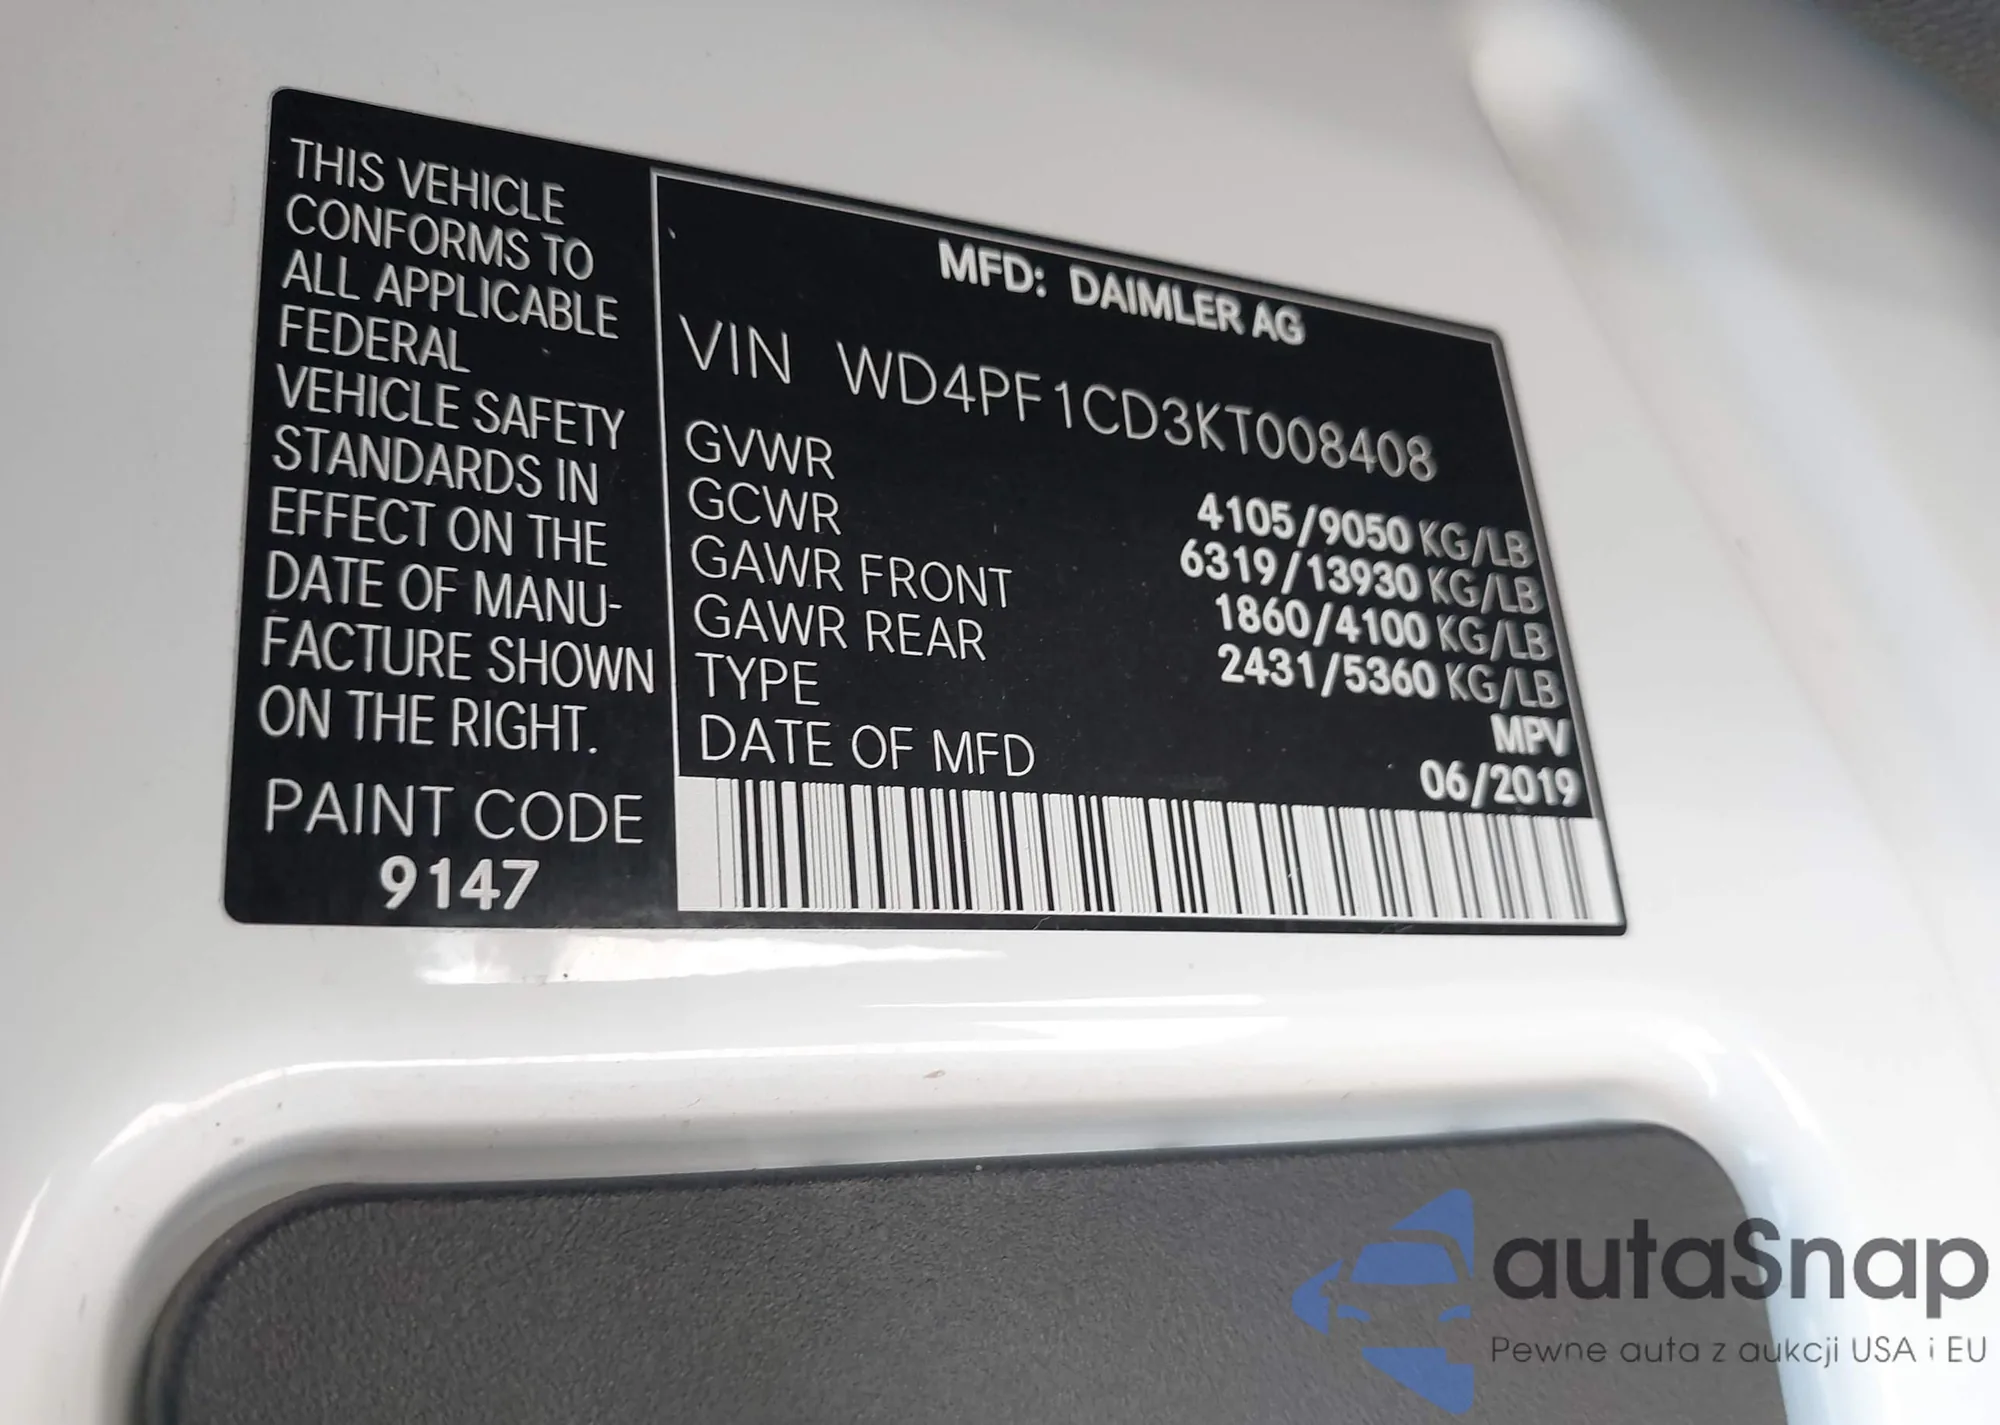 THIS VEHICLE
CONFORMS TO
ALL APPLICABLE
FEDERAL
VEHICLE SAFETY
STANDARDS IN
EFFECT ON THE
DATE OF MANU-
FACTURE SHOWN
ON THE RIGHT.
PAINT CODE
9147
MFD: DAIMLER AG
VIN WD4PF1CD3KT008408
GVWR 4105/9050 KG/LB
GCWR 6319/13930 KG/LB
GAWR FRONT 1860/4100 KG/LB
GAWR REAR 2431/5360 KG/LB
TYPE MPV
DATE OF MFD 06/2019
autaSnap
Pewne auta z aukcji USA i EU